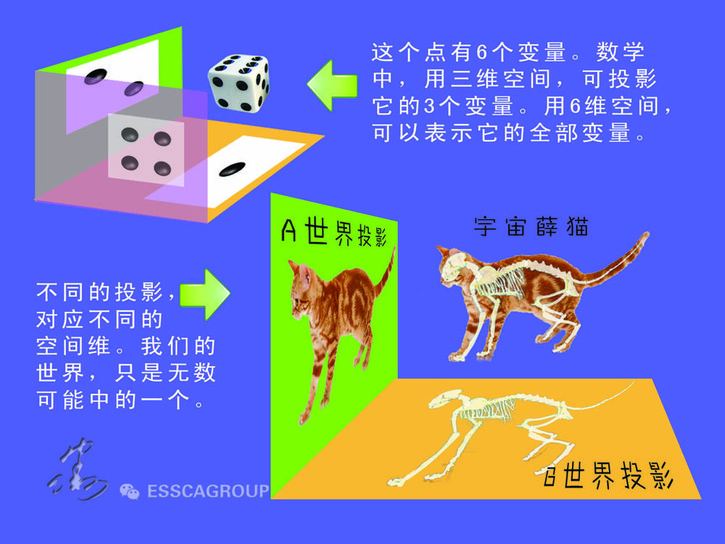 这个点有6个变量。数学
中，用三维空间，可投影
它的3个变量。用6维空间，
可以表示它的全部变量。
A世界投影
宇宙薛猫
不同的投影，
对应不同的
空间维。我们的
世界，只是无数
可能中的一个。
B世界投影
ESSCAGROUP